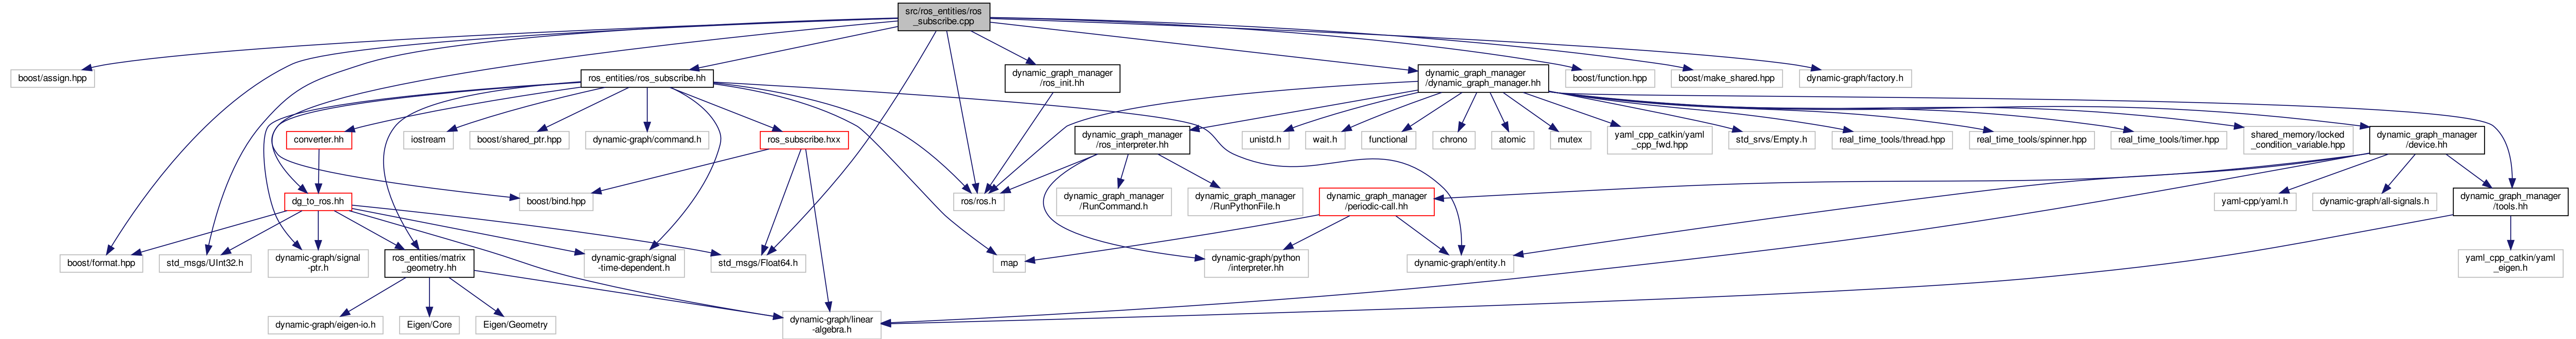 src/ros_entities/ros
_subscribe.cpp
boost/assign.hpp
ros_entities/ros_subscribe.hh
dynamic_graph_manager
/ros_init.hh
dynamic_graph_manager
/dynamic_graph_manager.hh
boost/function.hpp
boost/make_shared.hpp
dynamic-graph/factory.h
converter.hh
iostream
boost/shared_ptr.hpp
dynamic-graph/command.h
ros_subscribe.hxx
dynamic_graph_manager
/ros_interpreter.hh
unistd.h
wait.h
functional
chrono
atomic
mutex
yaml_cpp_catkin/yaml
_cpp_fwd.hpp
std_srvs/Empty.h
real_time_tools/thread.hpp
real_time_tools/spinner.hpp
real_time_tools/timer.hpp
shared_memory/locked
_condition_variable.hpp
dynamic_graph_manager
/device.hh
dg_to_ros.hh
boost/bind.hpp
ros/ros.h
dynamic_graph_manager
/RunCommand.h
dynamic_graph_manager
/RunPythonFile.h
dynamic_graph_manager
/periodic-call.hh
yaml-cpp/yaml.h
dynamic-graph/all-signals.h
dynamic_graph_manager
/tools.hh
boost/format.hpp
std_msgs/UInt32.h
dynamic-graph/signal
-ptr.h
ros_entities/matrix
_geometry.hh
dynamic-graph/signal
-time-dependent.h
std_msgs/Float64.h
map
dynamic-graph/python
/interpreter.hh
dynamic-graph/entity.h
yaml_cpp_catkin/yaml
_eigen.h
dynamic-graph/eigen-io.h
Eigen/Core
Eigen/Geometry
dynamic-graph/linear
-algebra.h